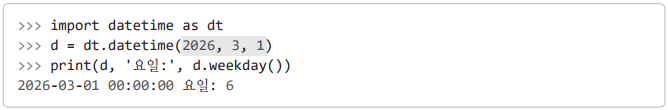 >>> import datetime as dt
>>> d = dt.datetime(2026, 3, 1)
>>> print(d, '요일:', d.weekday())
2026-03-01 00:00:00 요일: 6